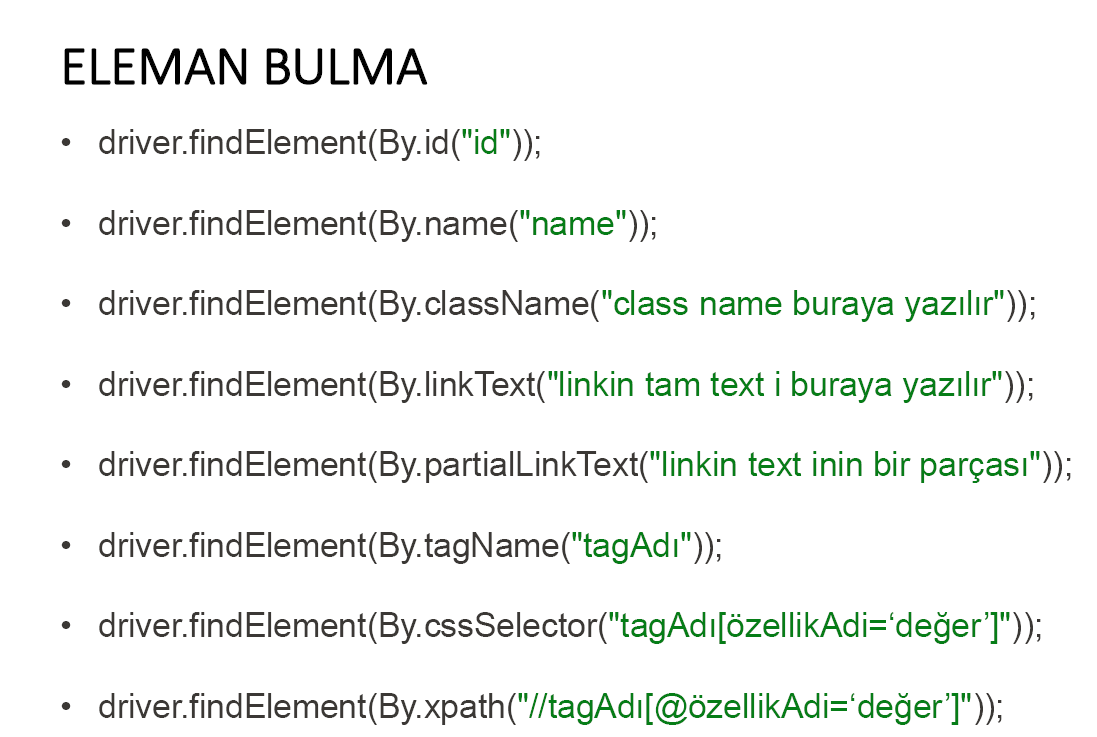 ELEMAN BULMA
• driver.findElement(By.id("id"));
• driver.findElement(By.name("name"));
• driver.findElement(By.className("class name buraya yazılır"));
• driver.findElement(By.linkText("linkin tam text i buraya yazılır"));
• driver.findElement(By.partialLinkText("linkin text inin bir parçası"));
• driver.findElement(By.tagName("tagAdı"));
• driver.findElement(By.cssSelector("tagAdı[özellikAdi=‘değer’]"));
• driver.findElement(By.xpath("//tagAdı[@özellikAdi=‘değer’]"));